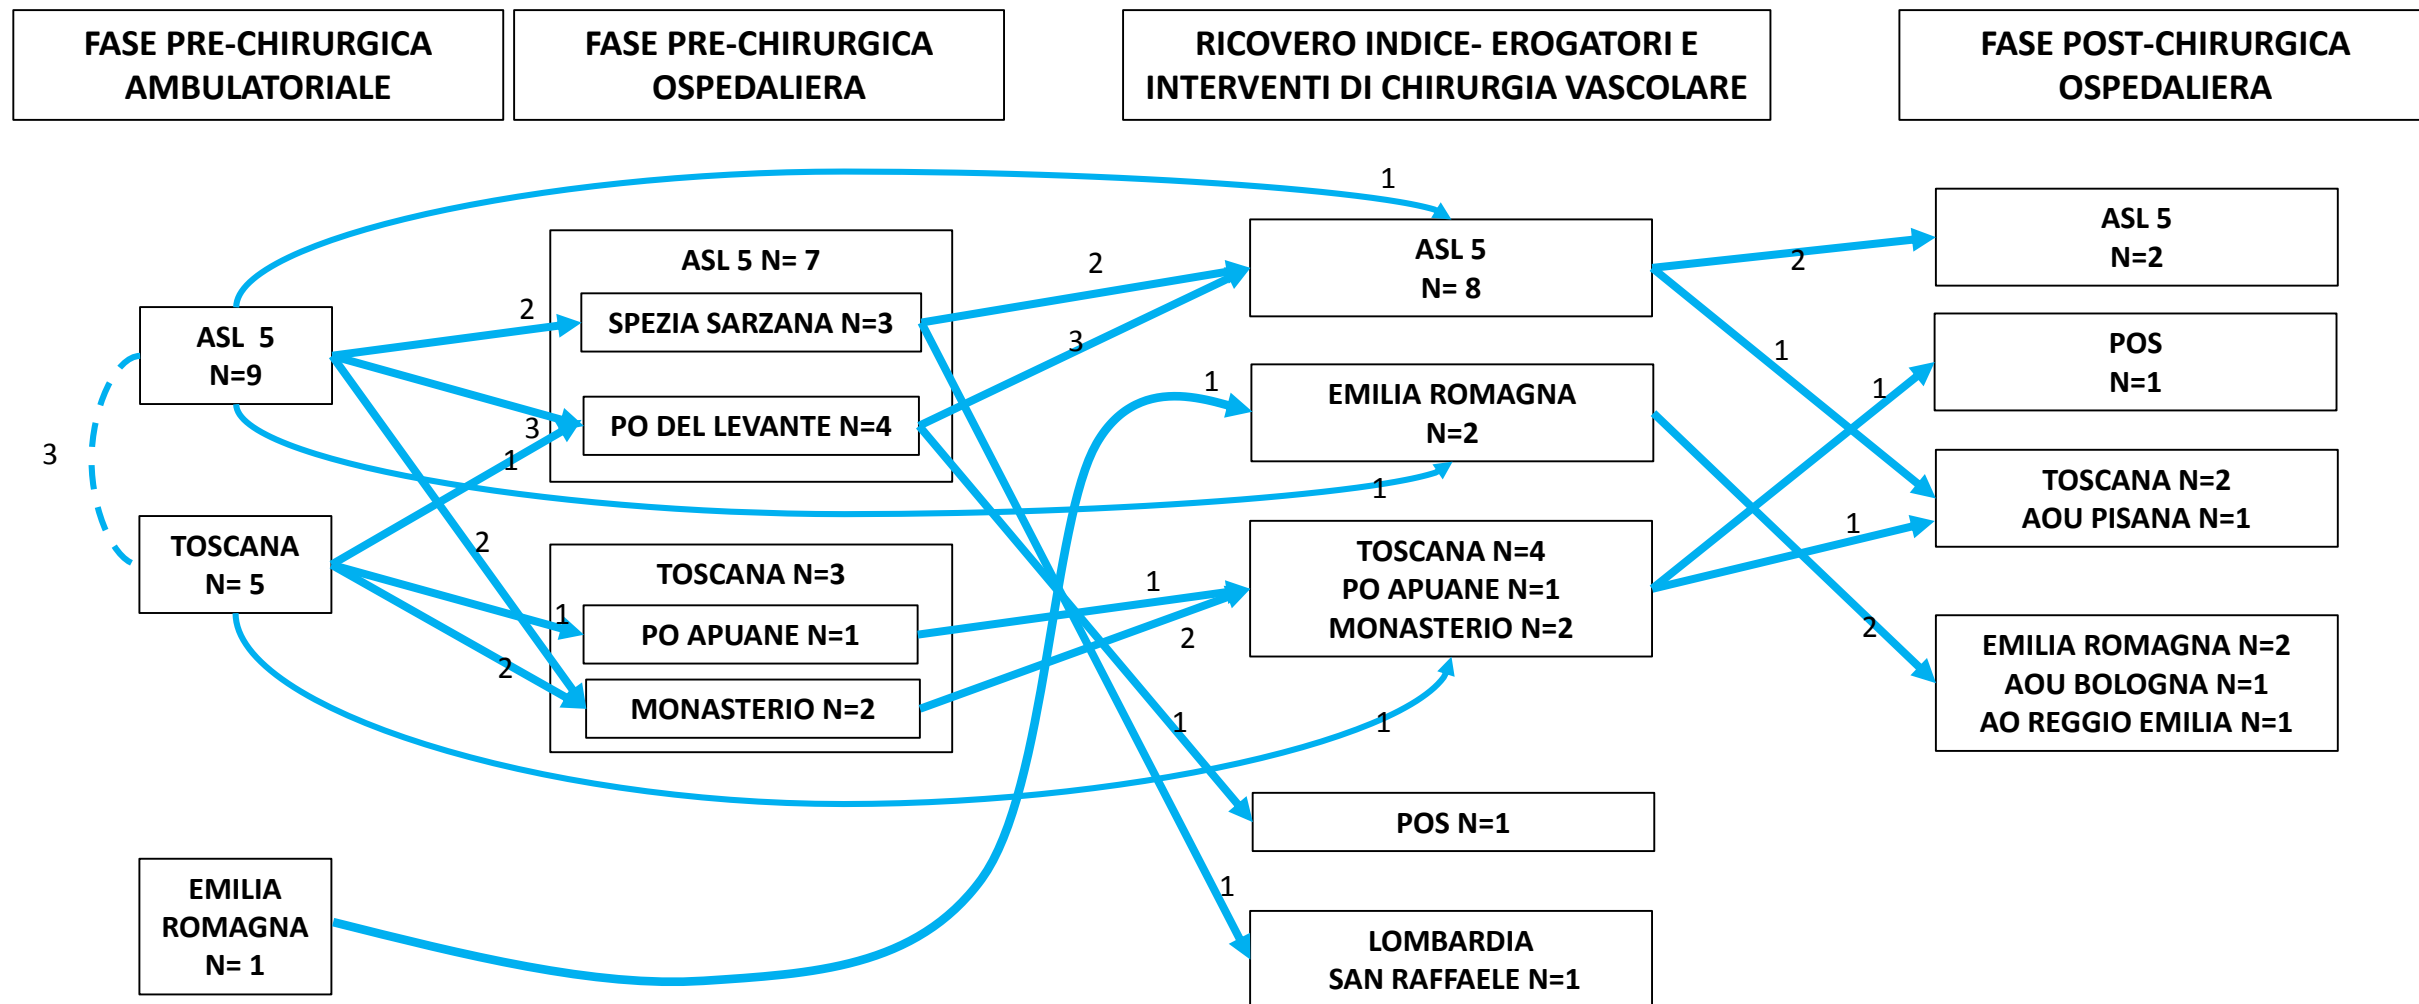 FASE PRE-CHIRURGICA
AMBULATORIALE
FASE PRE-CHIRURGICA
OSPEDALIERA
RICOVERO INDICE- EROGATORI E
INTERVENTI DI CHIRURGIA VASCOLARE
FASE POST-CHIRURGICA
OSPEDALIERA
ASL 5
N=9
TOSCANA
N= 5
EMILIA
ROMAGNA
N= 1
3
2
3
1
2
1
2
ASL 5 N= 7
SPEZIA SARZANA N=3
PO DEL LEVANTE N=4
TOSCANA N=3
PO APUANE N=1
MONASTERIO N=2
1
2
3
1
1
1
2
1
1
1
ASL 5
N= 8
EMILIA ROMAGNA
N=2
TOSCANA N=4
PO APUANE N=1
MONASTERIO N=2
POS N=1
LOMBARDIA
SAN RAFFAELE N=1
2
1
1
1
2
ASL 5
N=2
POS
N=1
TOSCANA N=2
AOU PISANA N=1
EMILIA ROMAGNA N=2
AOU BOLOGNA N=1
AO REGGIO EMILIA N=1